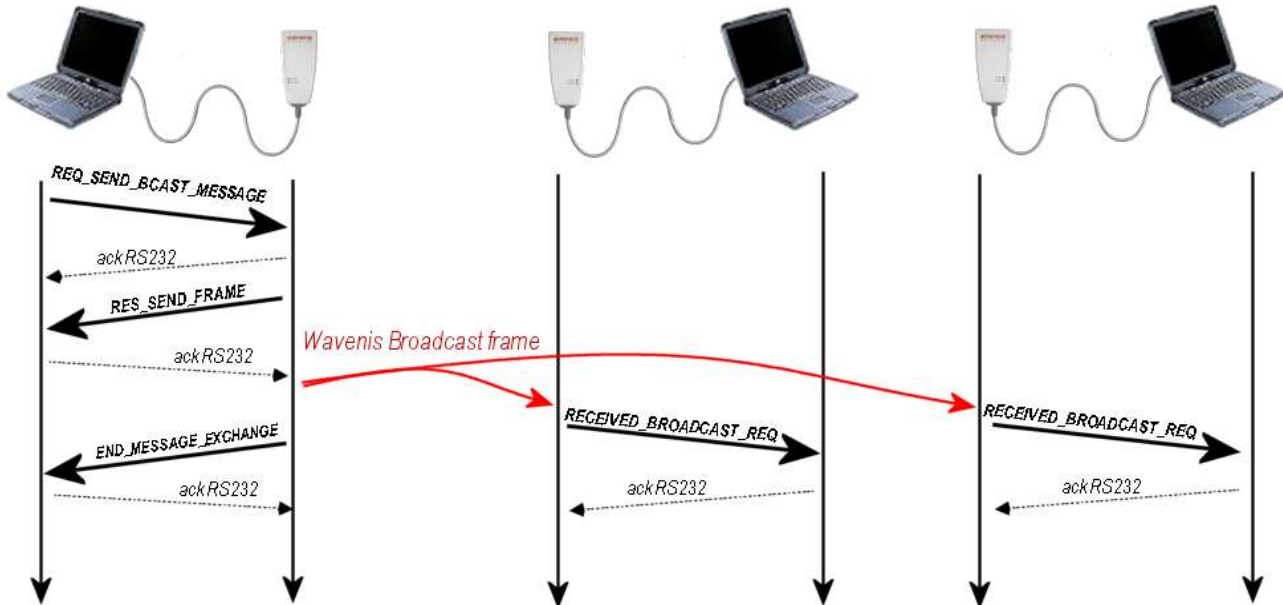 REQ_SEND_BCAST_MESSAGE
ackRS232
RES_SEND_FRAME
Wavenis Broadcast frame
ackRS232
RECEIVED_BROADCAST_REQ
RECEIVED_BROADCAST_REQ
END_MESSAGE_EXCHANGE
ackRS232
ackRS232
ackRS232